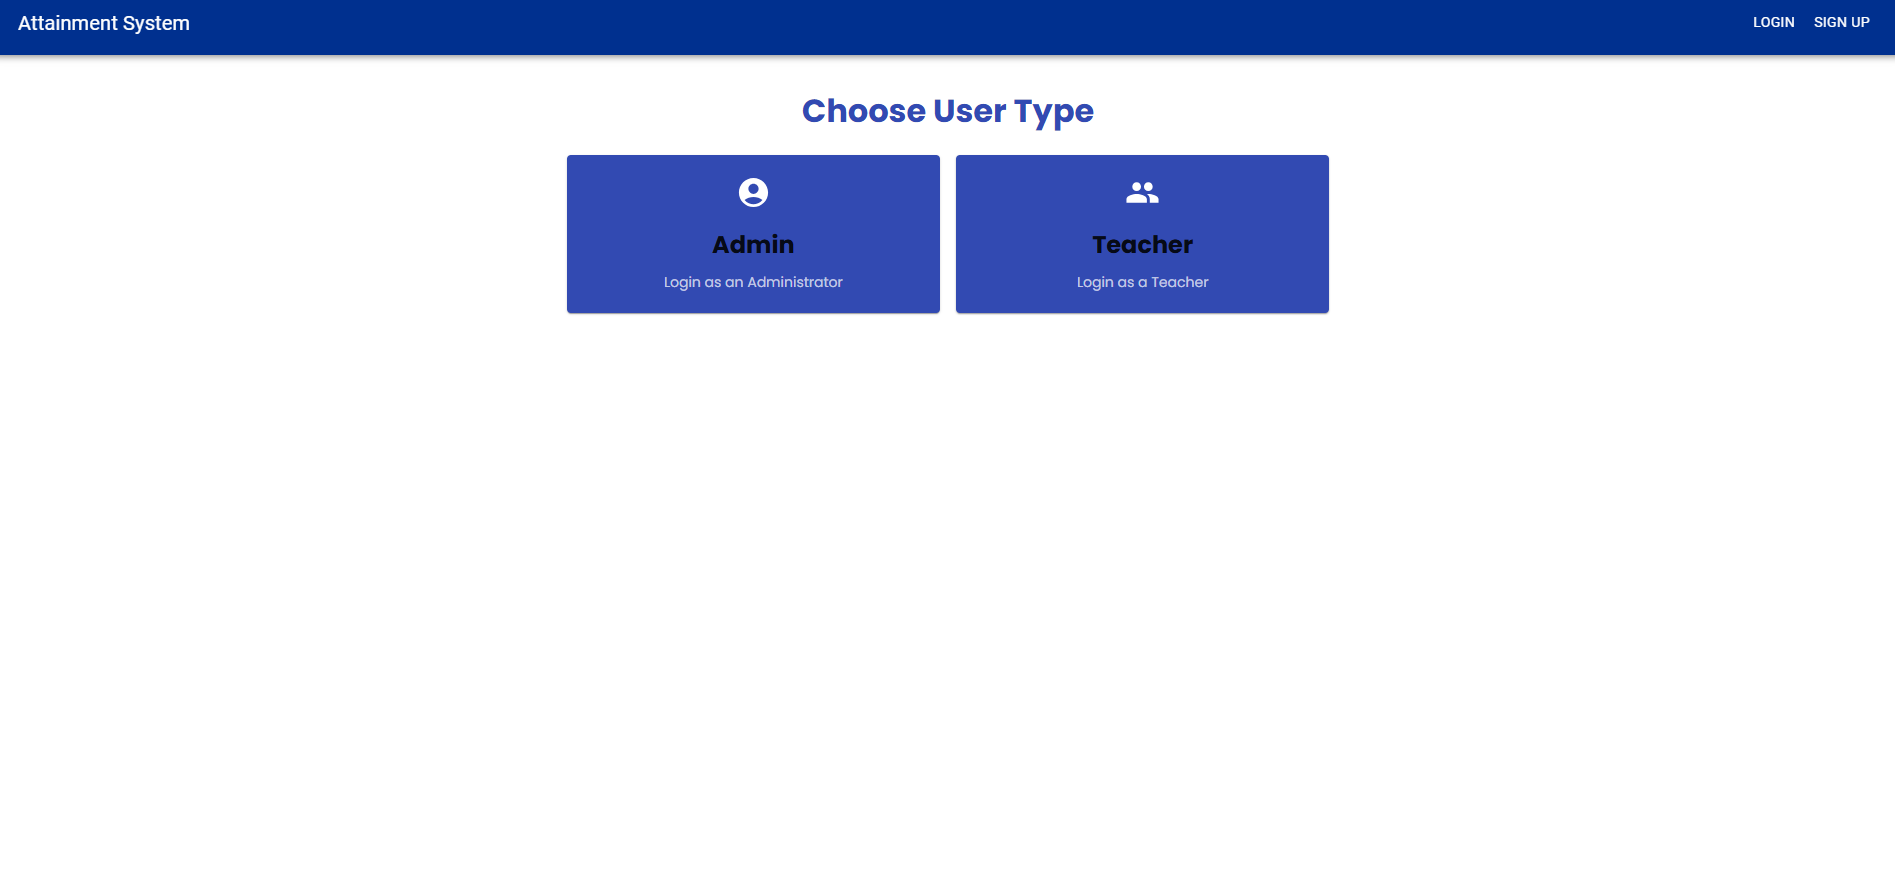 Attainment System
LOGIN
SIGN UP
Choose User Type
Admin
Login as an Administrator
Teacher
Login as a Teacher